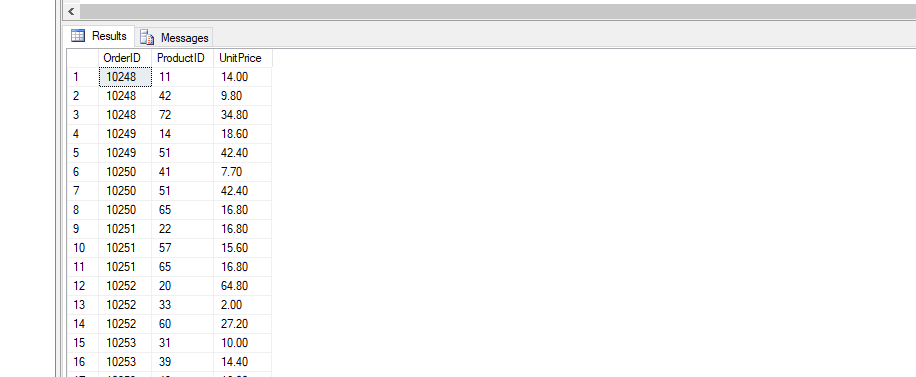 Results Messages
OrderID ProductID UnitPrice
1 10248 11 14.00
2 10248 42 9.80
3 10248 72 34.80
4 10249 14 18.60
5 10249 51 42.40
6 10250 41 7.70
7 10250 51 42.40
8 10250 65 16.80
9 10251 22 16.80
10 10251 57 15.60
11 10251 65 16.80
12 10252 20 64.80
13 10252 33 2.00
14 10252 60 27.20
15 10253 31 10.00
16 10253 39 14.40